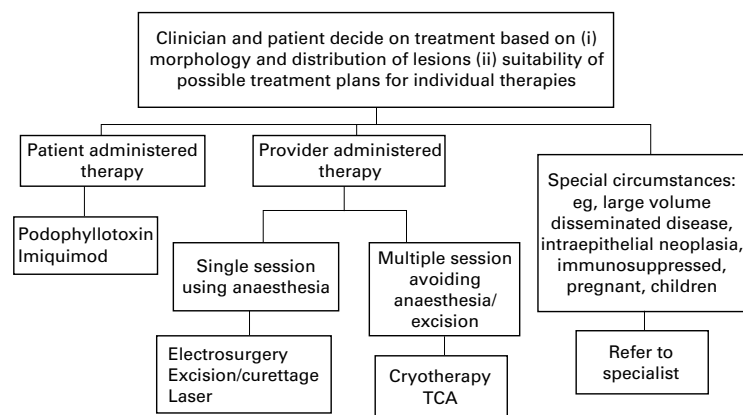 Clinician and patient decide on treatment based on (i)
morphology and distribution of lesions (ii) suitability of
possible treatment plans for individual therapies
Patient administered
therapy
Podophyllotoxin
Imiquimod
Provider administered
therapy
Single session
using anaesthesia
Electrosurgery
Excision/curettage
Laser
Multiple session
avoiding
anaesthesia/
excision
Cryotherapy
TCA
Special circumstances:
eg, large volume
disseminated disease,
intraepithelial neoplasia,
immunosuppressed,
pregnant, children
Refer to
specialist